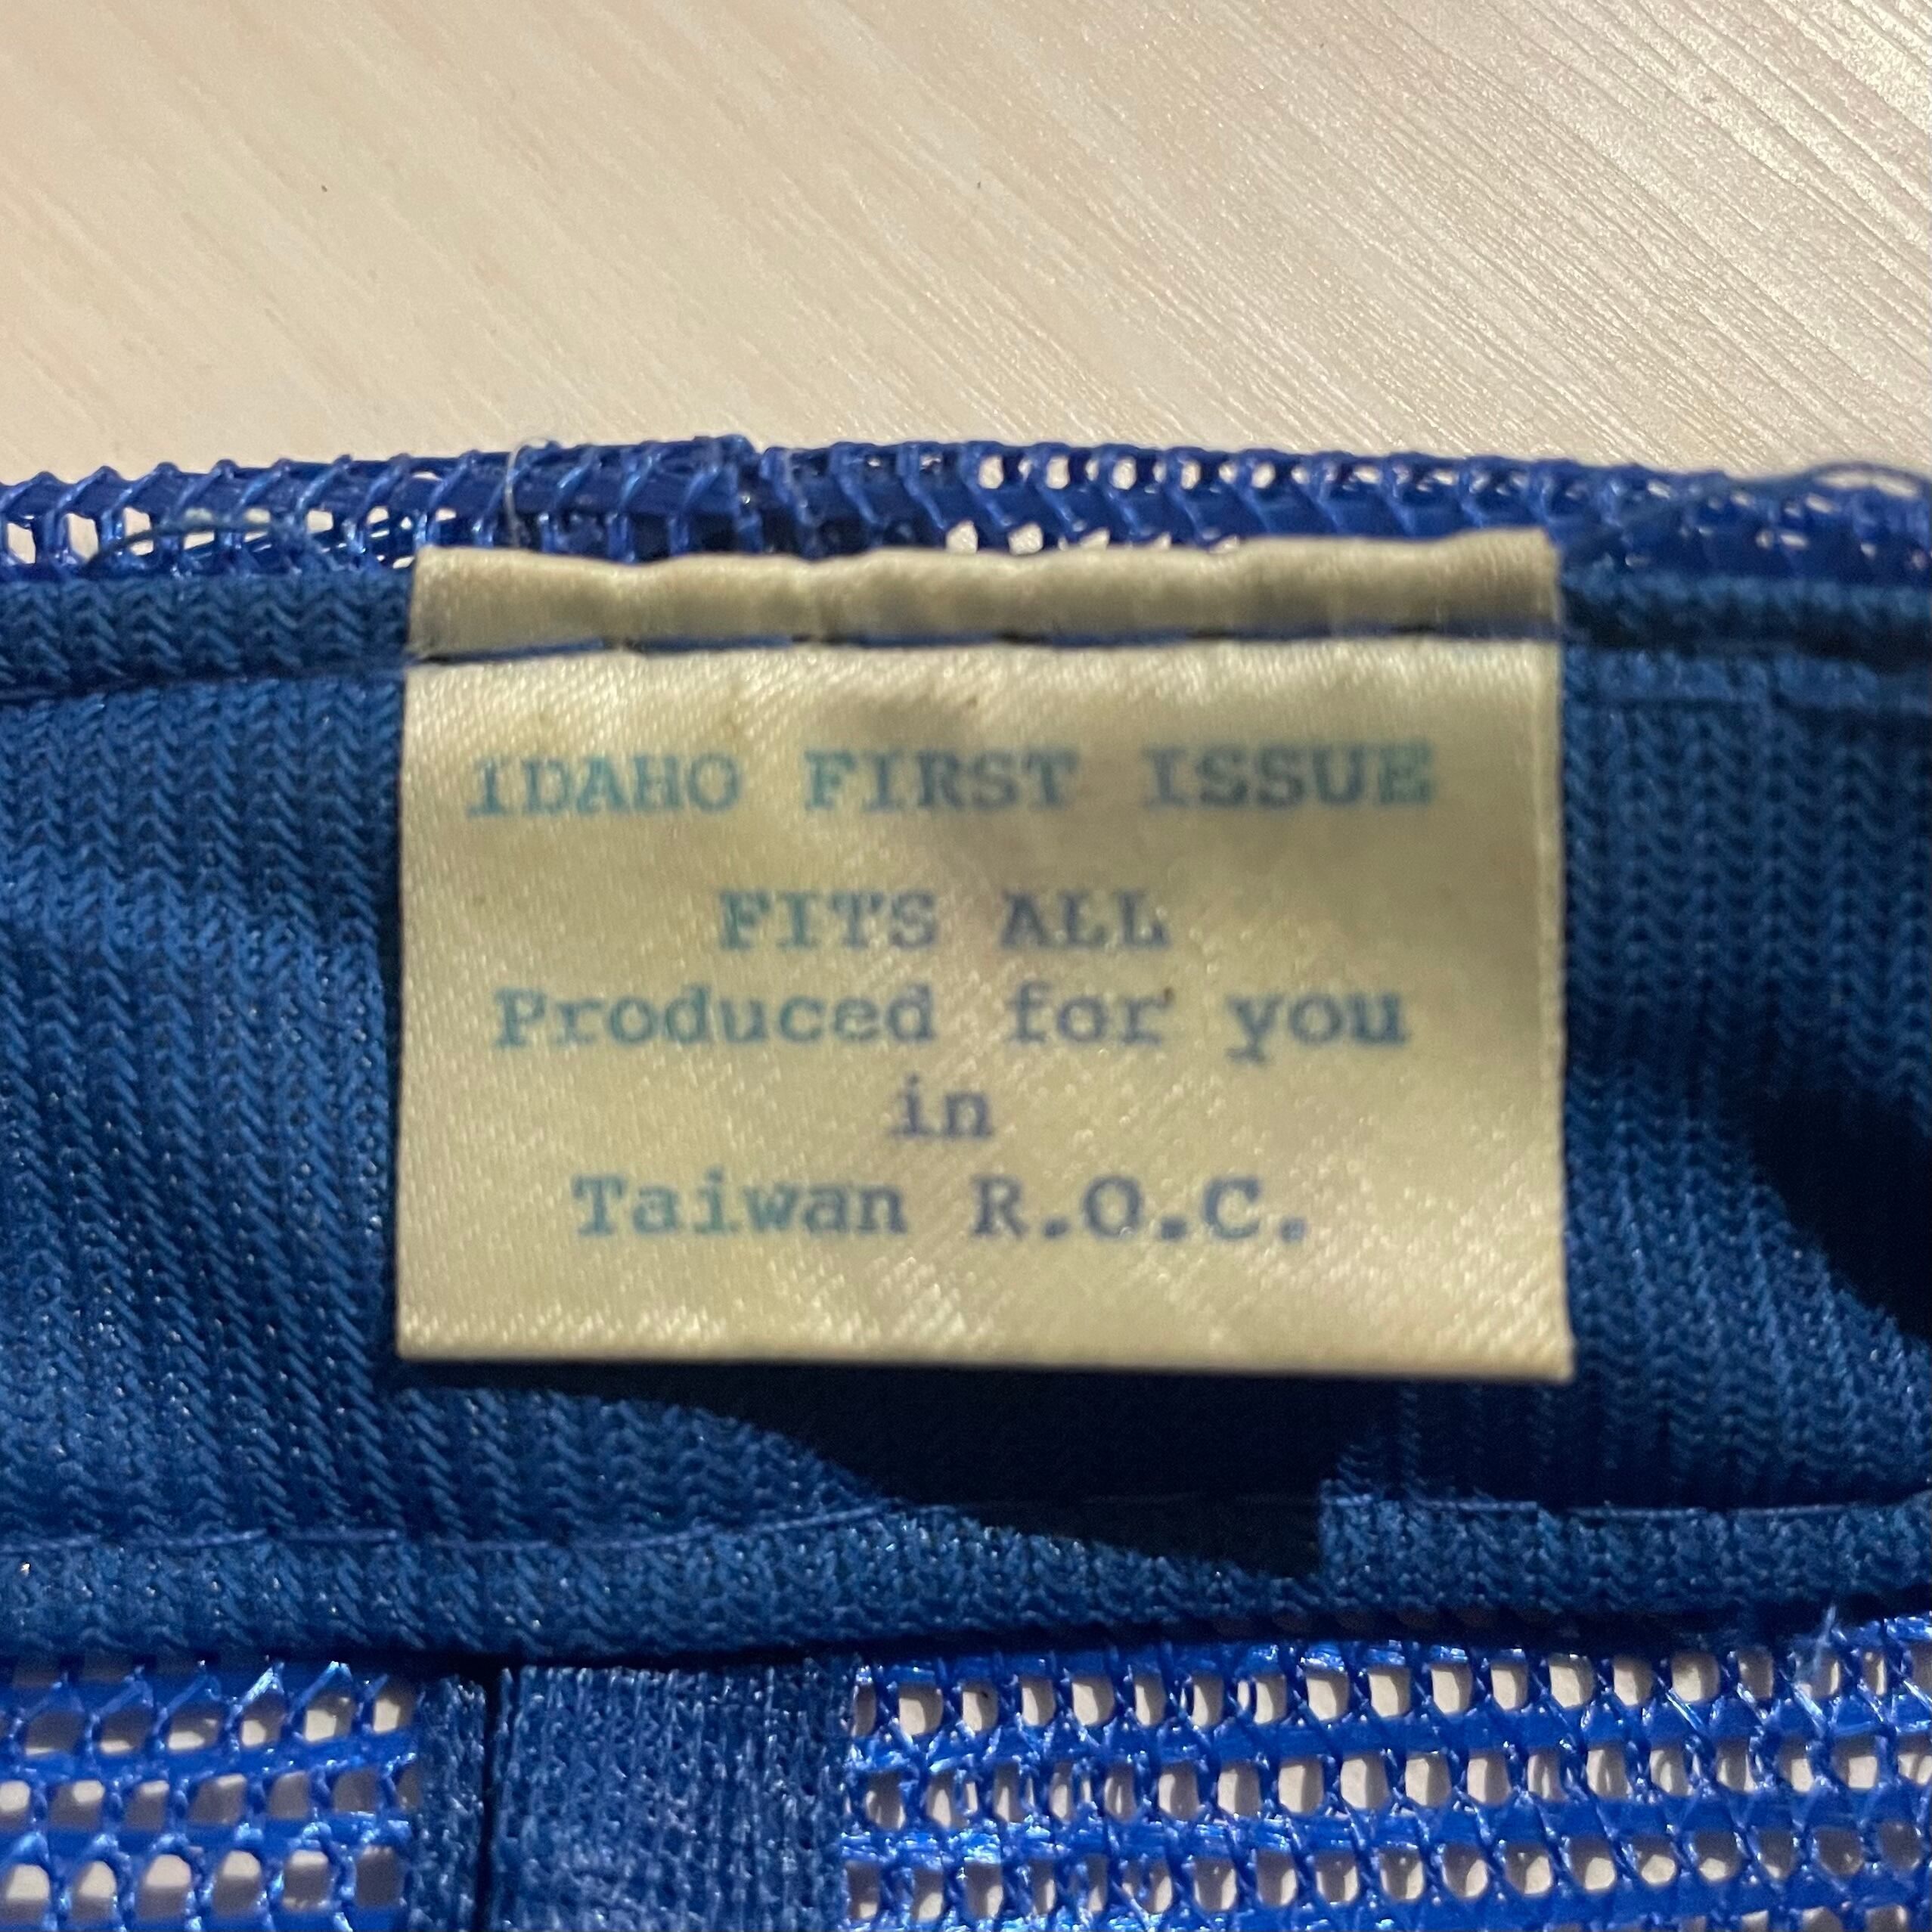 IDAHO FIRST ISSUE
FITS ALL
Produced for you
in
Taiwan R.O.C.